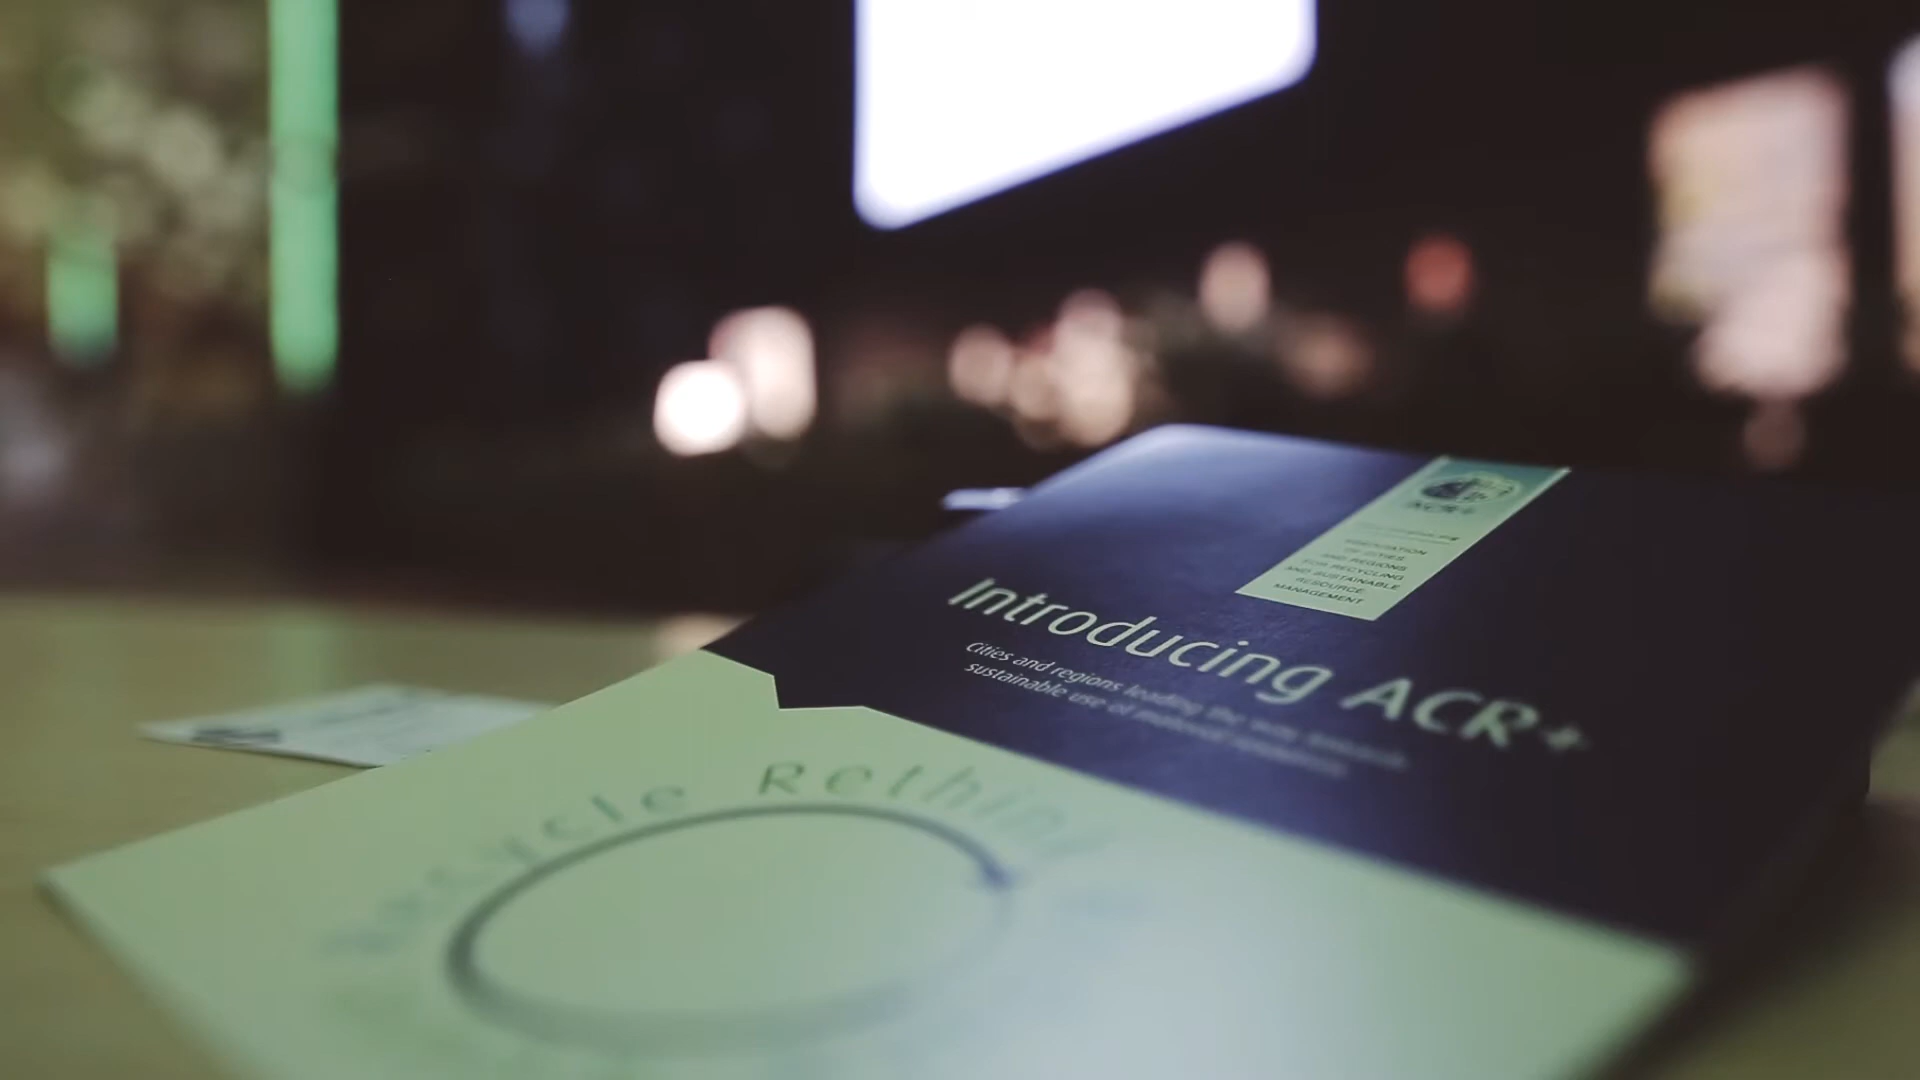 ACR+
ASSOCIATION
OF CITIES
AND REGIONS
FOR RECYCLING
AND SUSTAINABLE
RESOURCE
MANAGEMENT
Introducing ACR+
Cities and regions leading the way towards
sustainable use of material resources
Recycle Rethink